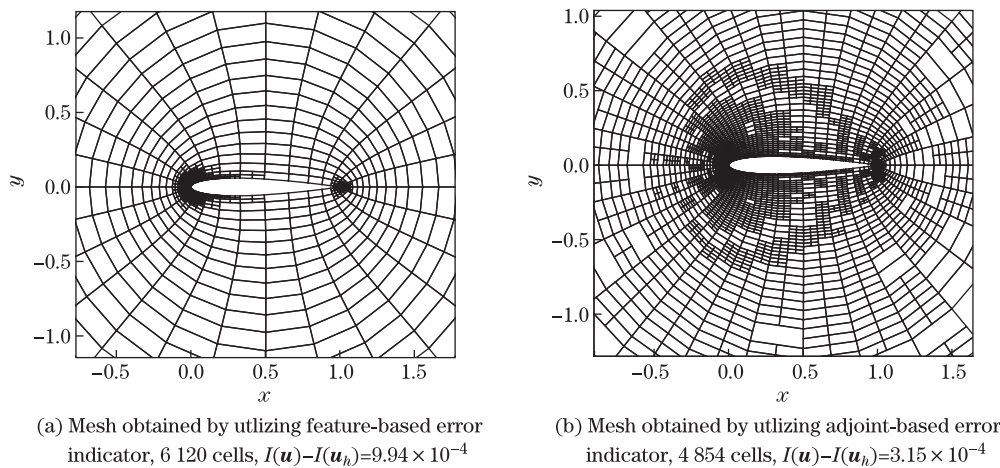 1.0
0.5
0.0
−0.5
−1.0
y
−0.5
0.0
0.5
1.0
1.5
x
(a) Mesh obtained by utlizing feature-based error
indicator, 6 120 cells, I(u)−I(u_h)=9.94 × 10⁻⁴
1.0
0.5
0.0
−0.5
−1.0
y
−0.5
0.0
0.5
1.0
1.5
x
(b) Mesh obtained by utlizing adjoint-based error
indicator, 4 854 cells, I(u)−I(u_h)=3.15 × 10⁻⁴